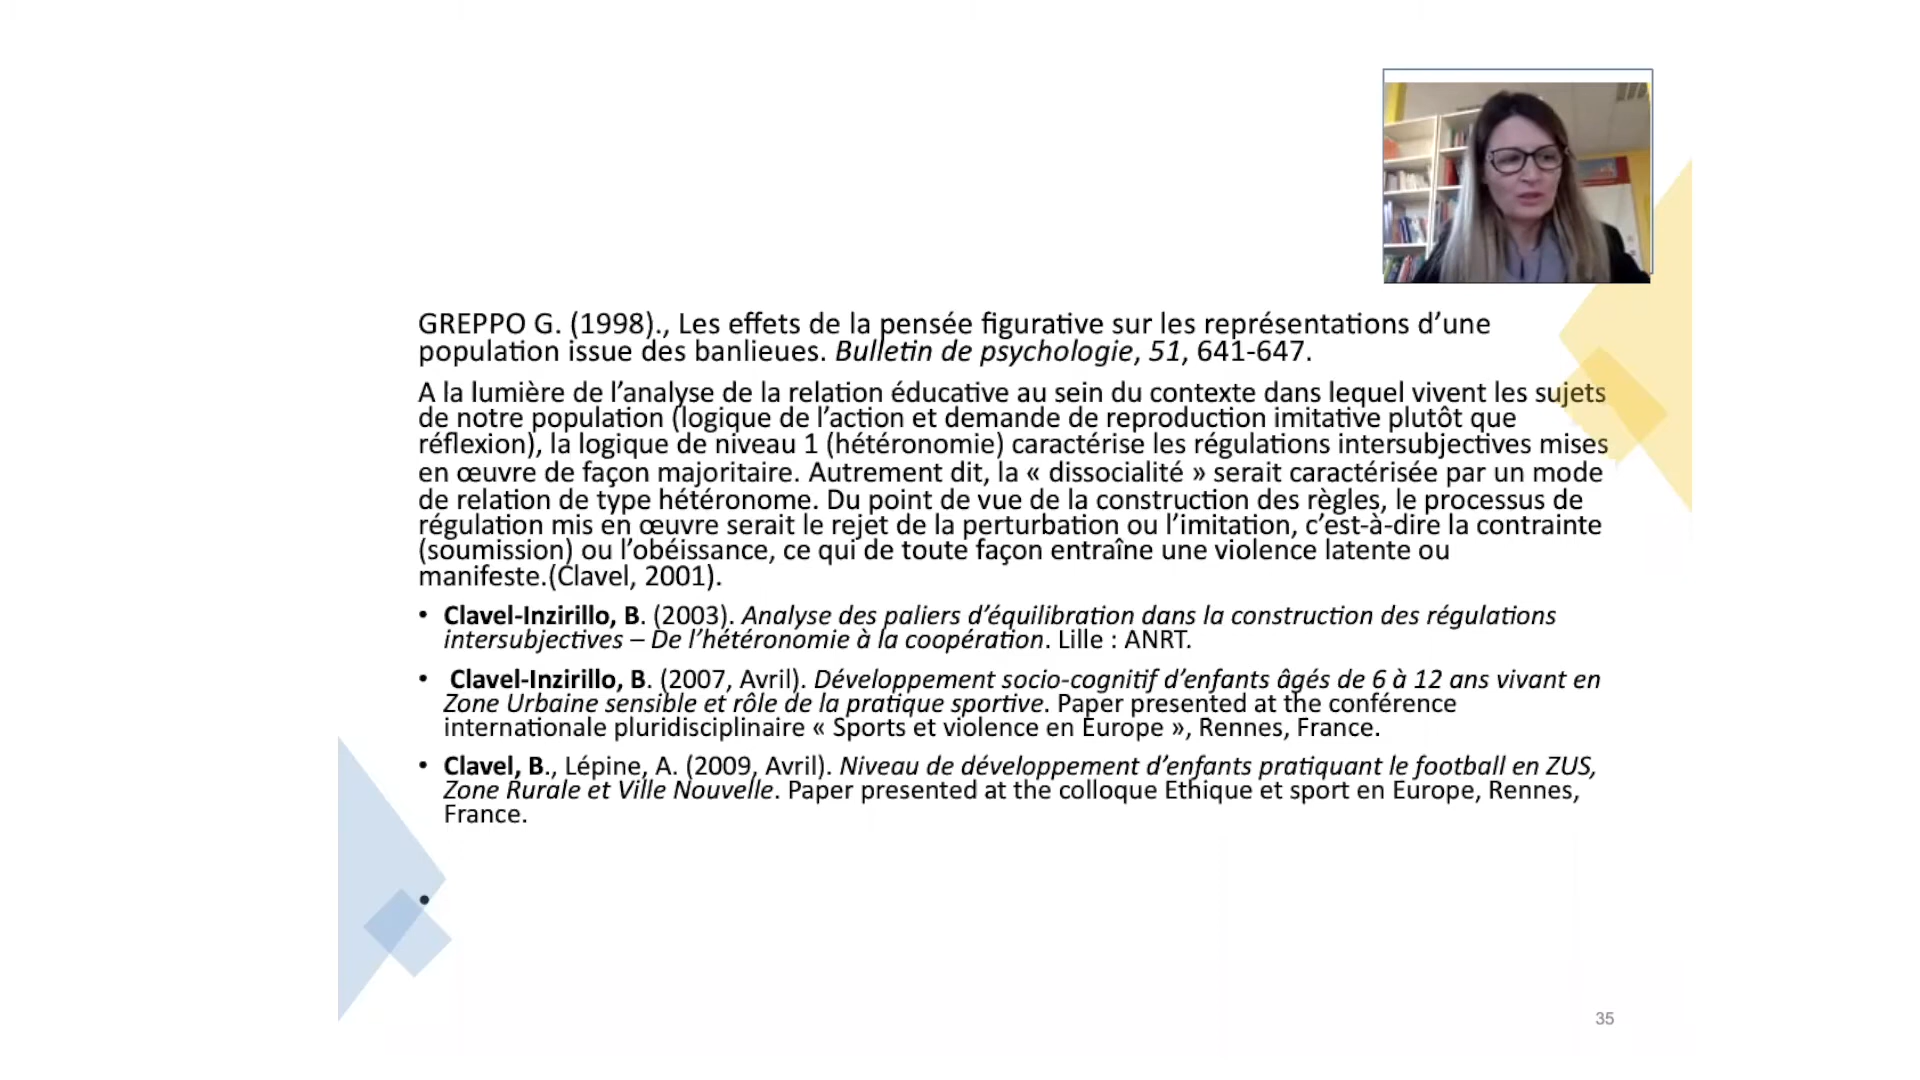 GREPPO G. (1998)., Les effets de la pensée figurative sur les représentations d’une
population issue des banlieues. Bulletin de psychologie, 51, 641-647.
A la lumière de l’analyse de la relation éducative au sein du contexte dans lequel vivent les sujets
de notre population (logique de l’action et demande de reproduction imitative plutôt que
réflexion), la logique de niveau 1 (hétéronomie) caractérise les régulations intersubjectives mises
en œuvre de façon majoritaire. Autrement dit, la « dissocialité » serait caractérisée par un mode
de relation de type hétéronome. Du point de vue de la construction des règles, le processus de
régulation mis en œuvre serait le rejet de la perturbation ou l’imitation, c’est-à-dire la contrainte
(soumission) ou l’obéissance, ce qui de toute façon entraîne une violence latente ou
manifeste.(Clavel, 2001).
• Clavel-Inzirillo, B. (2003). Analyse des paliers d’équilibration dans la construction des régulations
intersubjectives – De l’hétéronomie à la coopération. Lille : ANRT.
• Clavel-Inzirillo, B. (2007, Avril). Développement socio-cognitif d’enfants âgés de 6 à 12 ans vivant en
Zone Urbaine sensible et rôle de la pratique sportive. Paper presented at the conférence
internationale pluridisciplinaire « Sports et violence en Europe », Rennes, France.
• Clavel, B., Lépine, A. (2009, Avril). Niveau de développement d’enfants pratiquant le football en ZUS,
Zone Rurale et Ville Nouvelle. Paper presented at the colloque Ethique et sport en Europe, Rennes,
France.
•
35